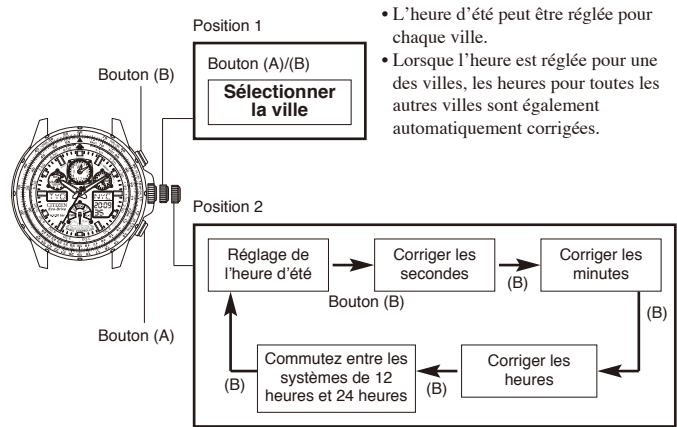 Position 1
• L'heure d'été peut être réglée pour
chaque ville.
• Lorsque l'heure est réglée pour une
des villes, les heures pour toutes les
autres villes sont également
automatiquement corrigées.
Bouton (B)
Bouton (A)/(B)
Sélectionner
la ville
CITIZEN
Eco-Drive
Position 2
Réglage de
l'heure d'été
Corriger les
secondes
Corriger les
minutes
Bouton (B)
(B)
(B)
Bouton (A)
(B)
Commutez entre les
systèmes de 12
heures et 24 heures
(B)
Corriger les
heures